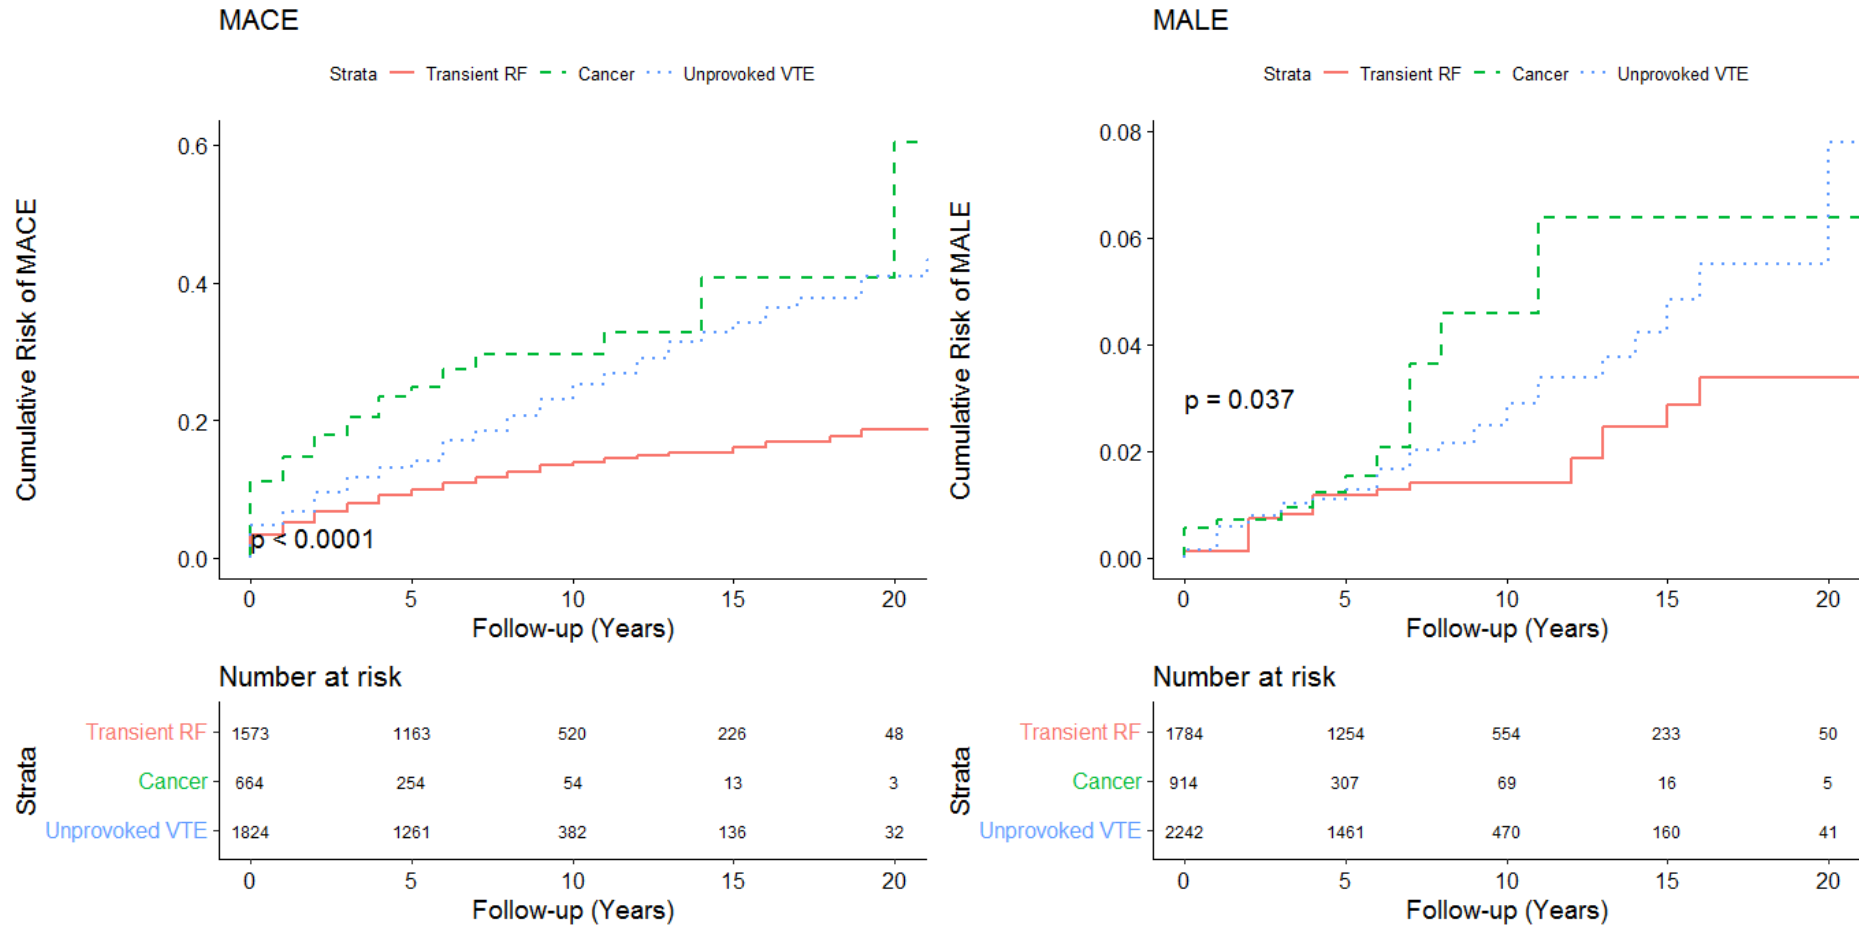 MACE
Strata Transient RF Cancer Unprovoked VTE
Cumulative Risk of MACE
0.6
0.4
0.2
0.0
p < 0.0001
0 5 10 15 20
Follow-up (Years)
Number at risk
Strata
Transient RF 1573 1163 520 226 48
Cancer 664 254 54 13 3
Unprovoked VTE 1824 1261 382 136 32
0 5 10 15 20
Follow-up (Years)
MALE
Strata Transient RF Cancer Unprovoked VTE
Cumulative Risk of MALE
0.08
0.06
0.04
0.02
0.00
p = 0.037
0 5 10 15 20
Follow-up (Years)
Number at risk
Strata
Transient RF 1784 1254 554 233 50
Cancer 914 307 69 16 5
Unprovoked VTE 2242 1461 470 160 41
0 5 10 15 20
Follow-up (Years)